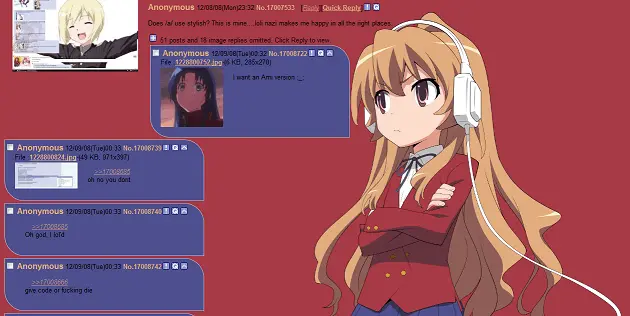 Anonymous 12/08/08(Mon)23:32 No.17007533 [Reply] [Quick Reply]
Does /a/ use stylish? This is mine....loli nazi makes me happy in all the right places.
51 posts and 18 image replies omitted. Click Reply to view.
Anonymous 12/09/08(Tue)00:32 No.17008722
File :1228800752.jpg-(6 KB, 285x270)
I want an Ami version ;_;
Anonymous 12/09/08(Tue)00:33 No.17008739
File :1228800824.jpg-(49 KB, 971x397)
>>17008685
oh no you dont
Anonymous 12/09/08(Tue)00:33 No.17008740
>>17008685
Oh god, I lol'd
Anonymous 12/09/08(Tue)00:33 No.17008742
>>17008666
give code or fucking die